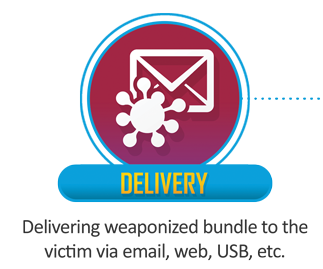 DELIVERY
Delivering weaponized bundle to the
victim via email, web, USB, etc.